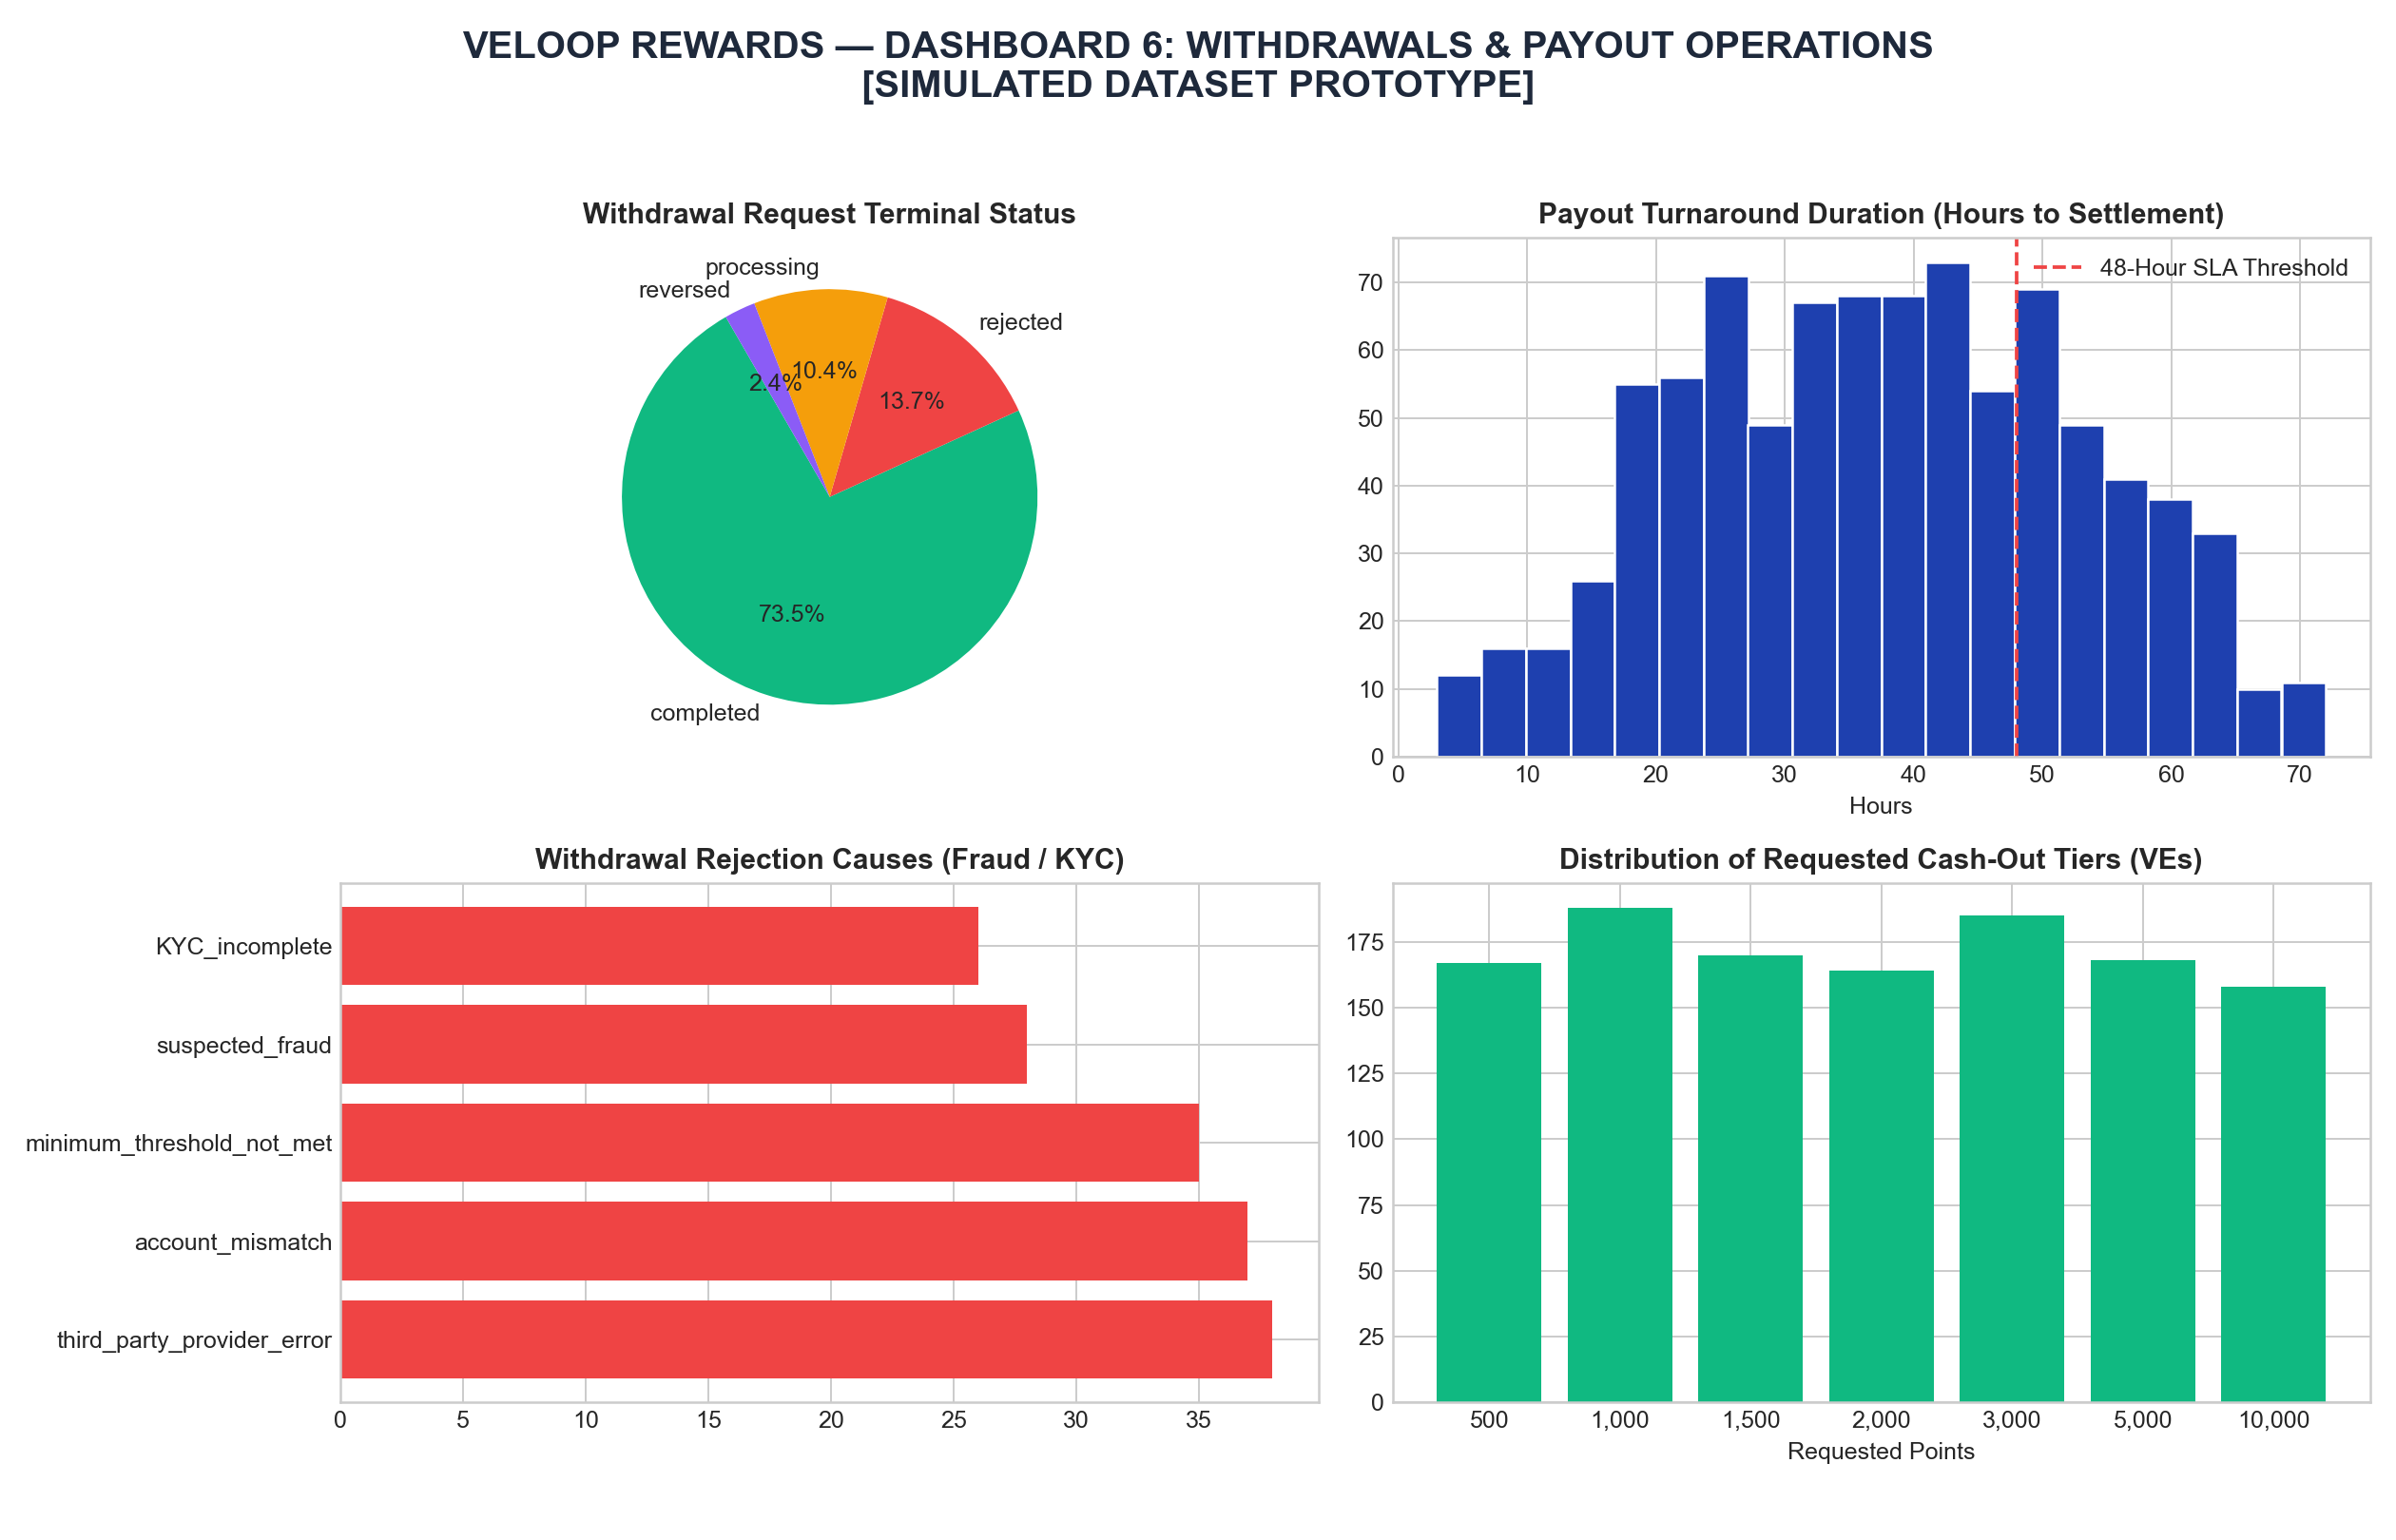 VELOOP REWARDS — DASHBOARD 6: WITHDRAWALS & PAYOUT OPERATIONS
[SIMULATED DATASET PROTOTYPE]
Withdrawal Request Terminal Status
processing
reversed
rejected
10.4%
2.4%
13.7%
73.5%
completed
Payout Turnaround Duration (Hours to Settlement)
48-Hour SLA Threshold
70
60
50
40
30
20
10
0
0 10 20 30 40 50 60 70
Hours
Withdrawal Rejection Causes (Fraud / KYC)
KYC_incomplete
suspected_fraud
minimum_threshold_not_met
account_mismatch
third_party_provider_error
0 5 10 15 20 25 30 35
Distribution of Requested Cash-Out Tiers (VEs)
175
150
125
100
75
50
25
0
500 1,000 1,500 2,000 3,000 5,000 10,000
Requested Points